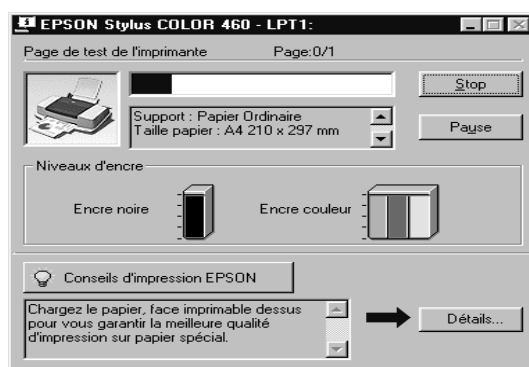 EPSON Stylus COLOR 460 - LPT1:
Page de test de l'imprimante Page:0/1
Stop
Support : Papier Ordinaire
Taille papier : A4 210 x 297 mm
Pause
Niveaux d'encre
Encre noire Encre couleur
Conseils d'impression EPSON
Chargez le papier, face imprimable dessus
pour vous garantir la meilleure qualité
d'impression sur papier spécial.
Détails...